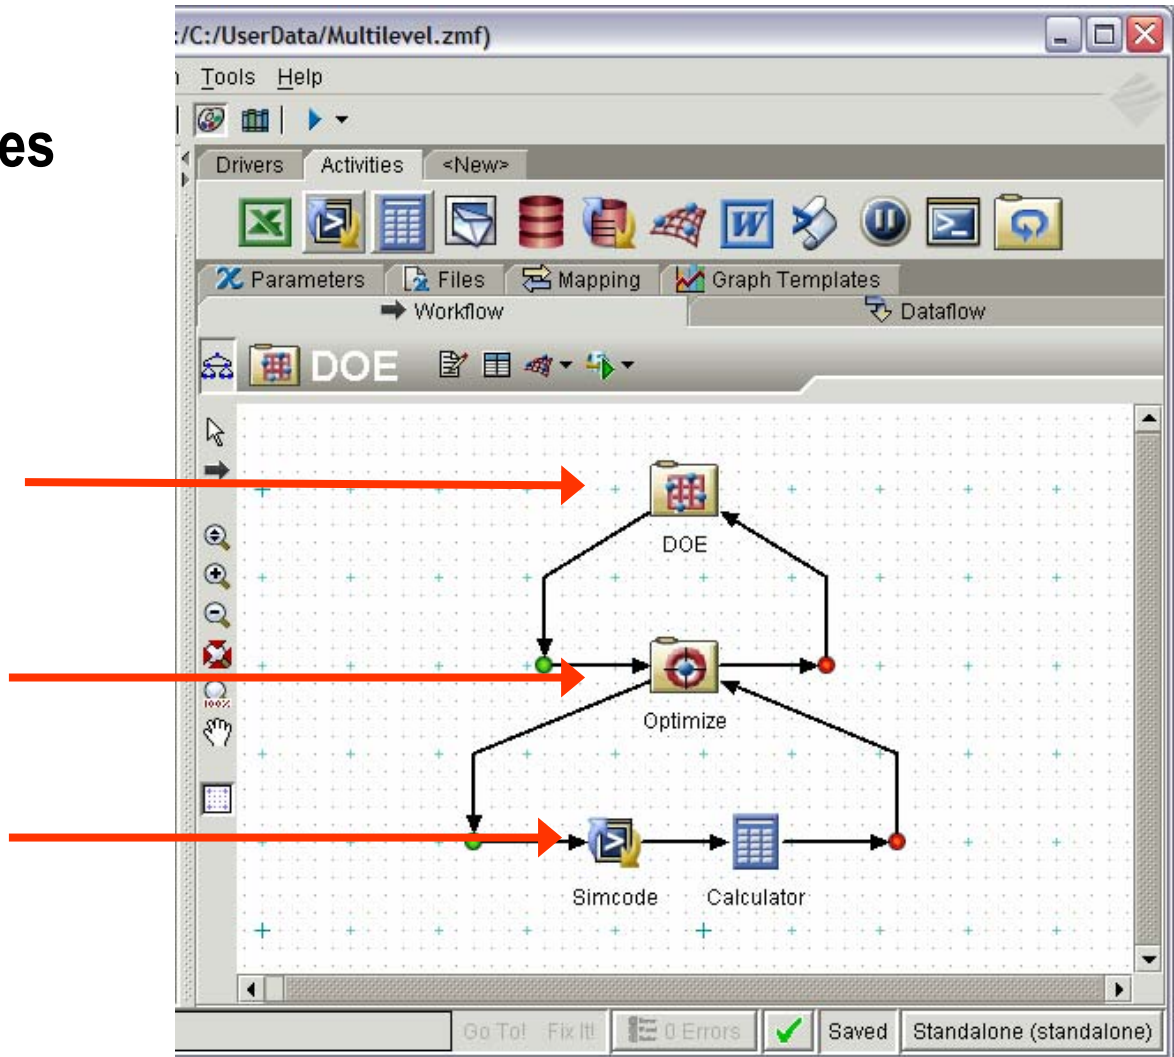 :/C:/UserData/Multilevel.zmf)
Tools Help
es
Drivers Activities <New>
Parameters Files Mapping Graph Templates
Workflow Dataflow
DOE
100%
DOE
Optimize
Simcode Calculator
Go To! Fix It! 0 Errors Saved Standalone (standalone)